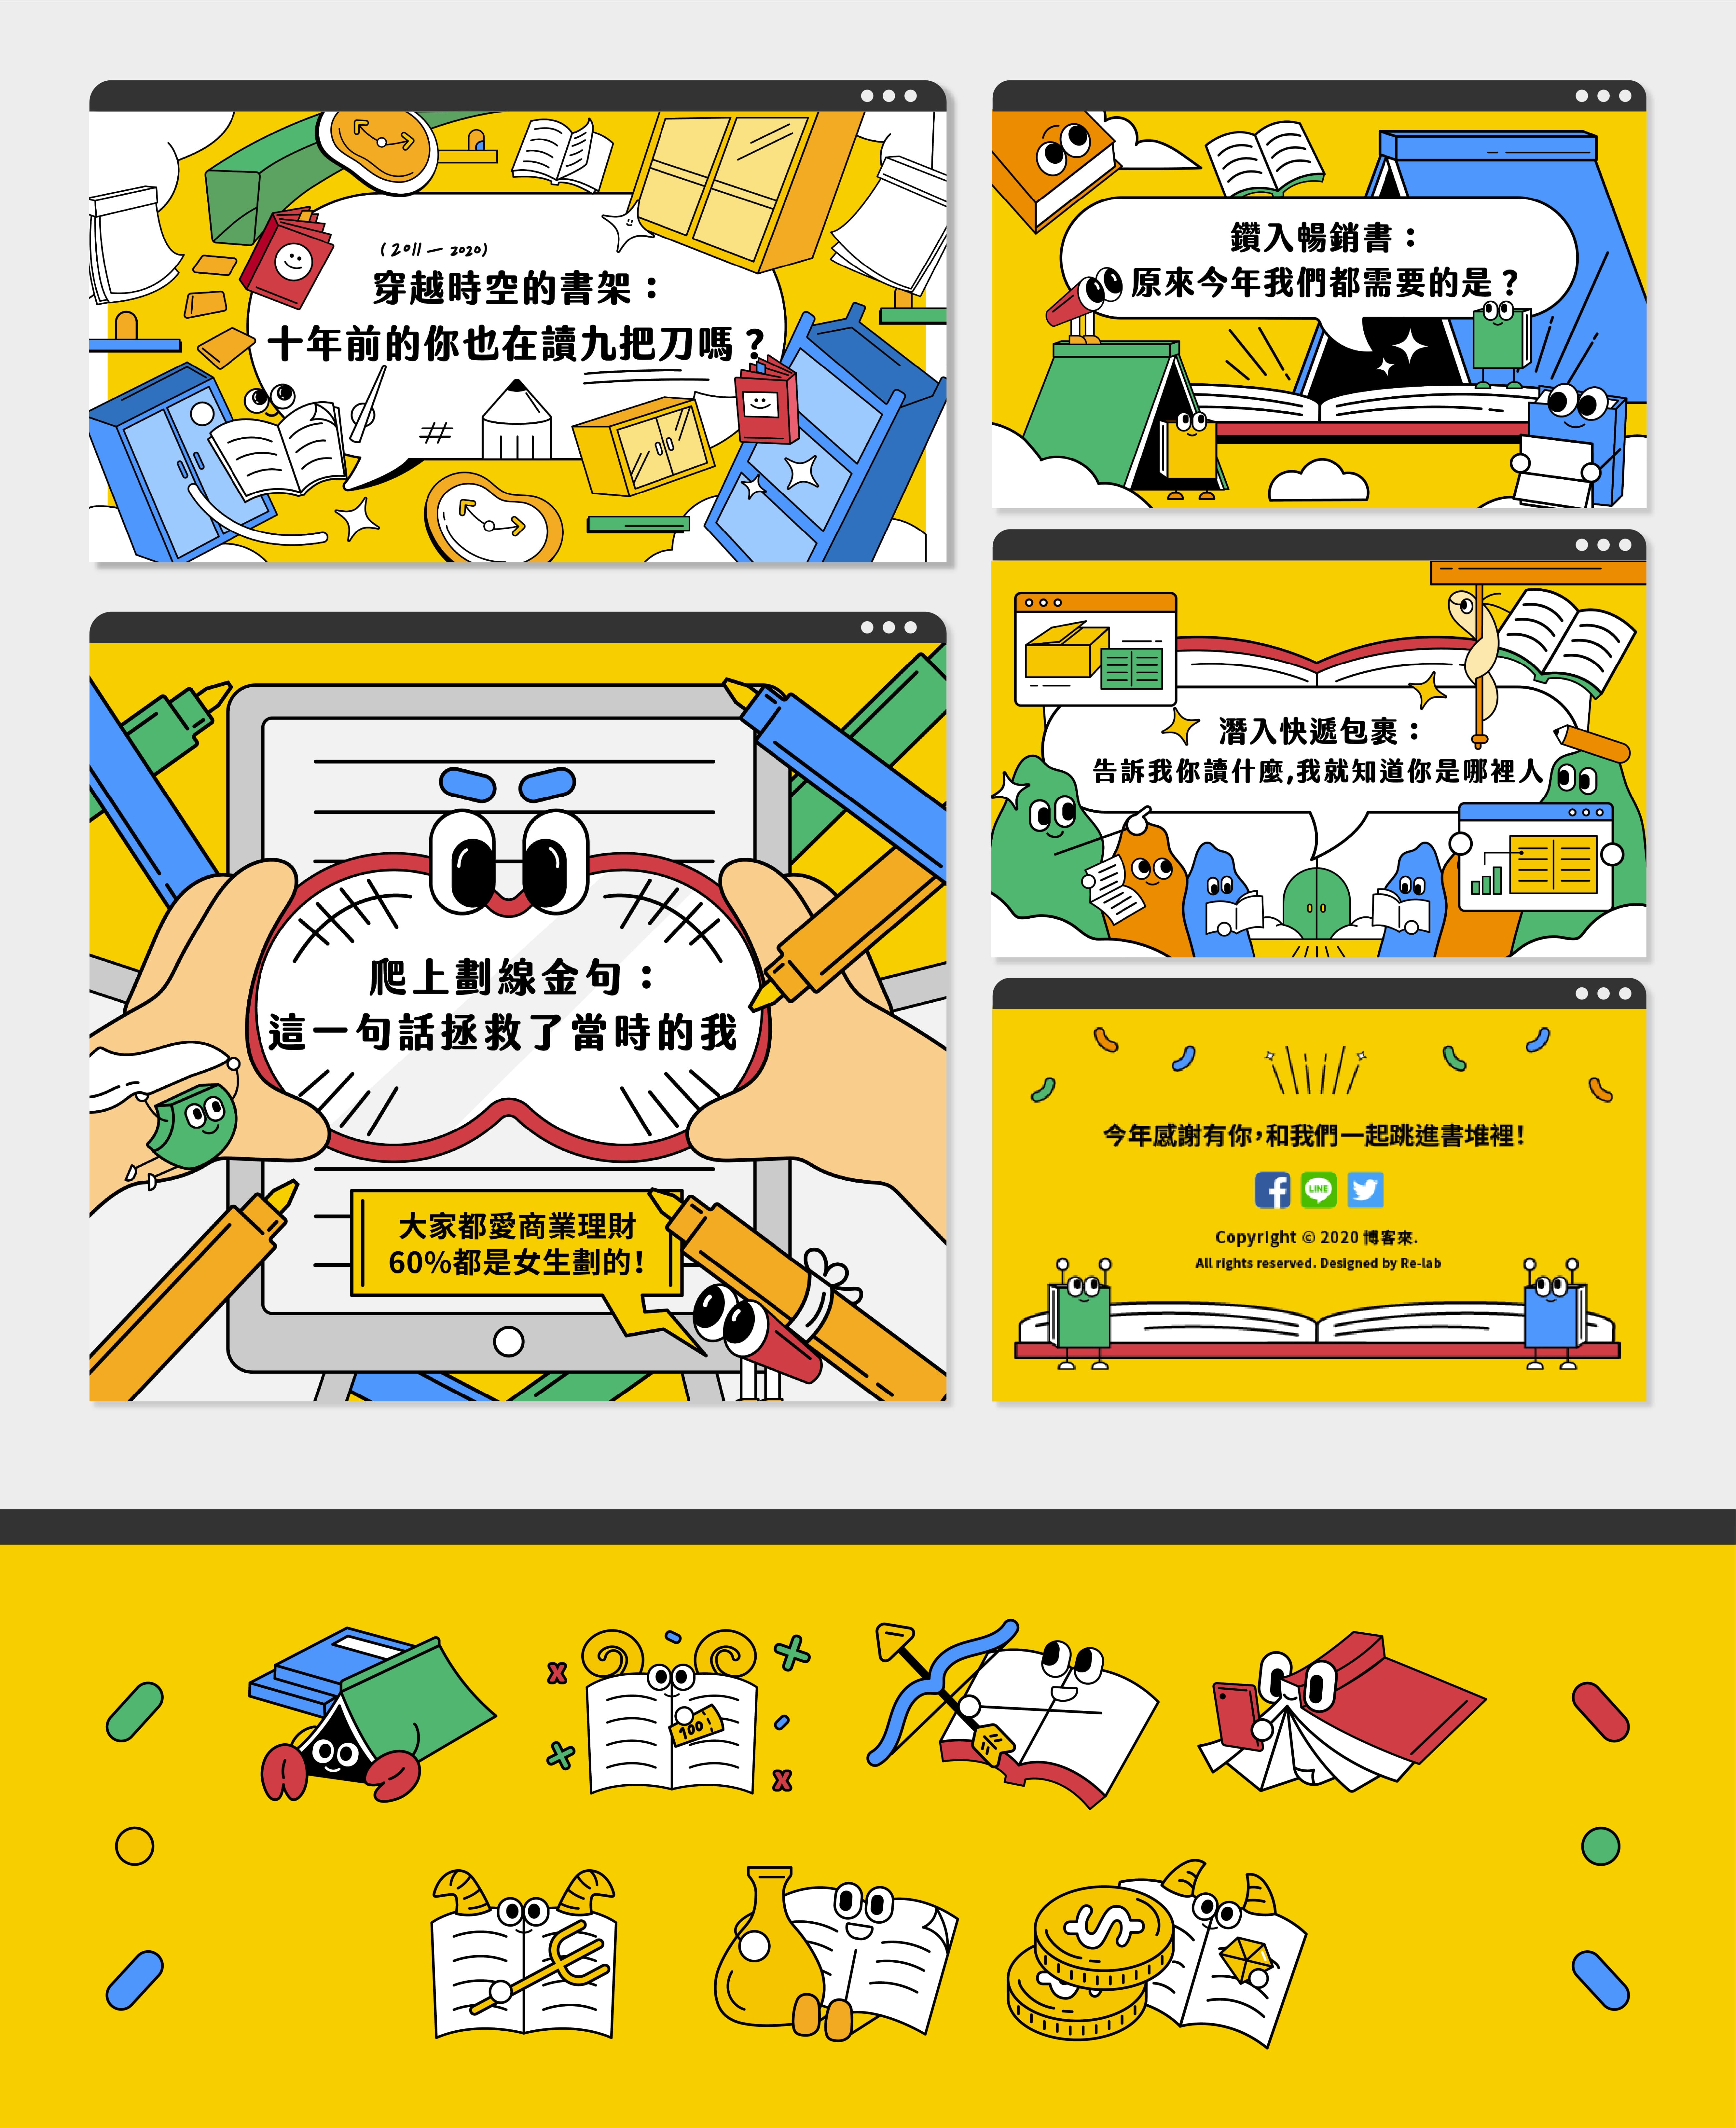 (2011 — 2020)
穿越時空的書架：
十年前的你也在讀九把刀嗎？
#
鑽入暢銷書：
原來今年我們都需要的是？
潛入快遞包裹：
告訴我你讀什麼,我就知道你是哪裡人
爬上劃線金句：
這一句話拯救了當時的我
大家都愛商業理財
60%都是女生劃的!
今年感謝有你，和我們一起跳進書堆裡!
f LINE
Copyright © 2020 博客來.
All rights reserved. Designed by Re-lab
100
$